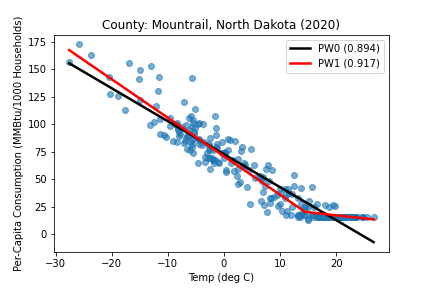 County: Mountrail, North Dakota (2020)
PW0 (0.894)
PW1 (0.917)
Per-Capita Consumption (MMBtu/1000 Households)
175
150
125
100
75
50
25
0
−30 −20 −10 0 10 20
Temp (deg C)